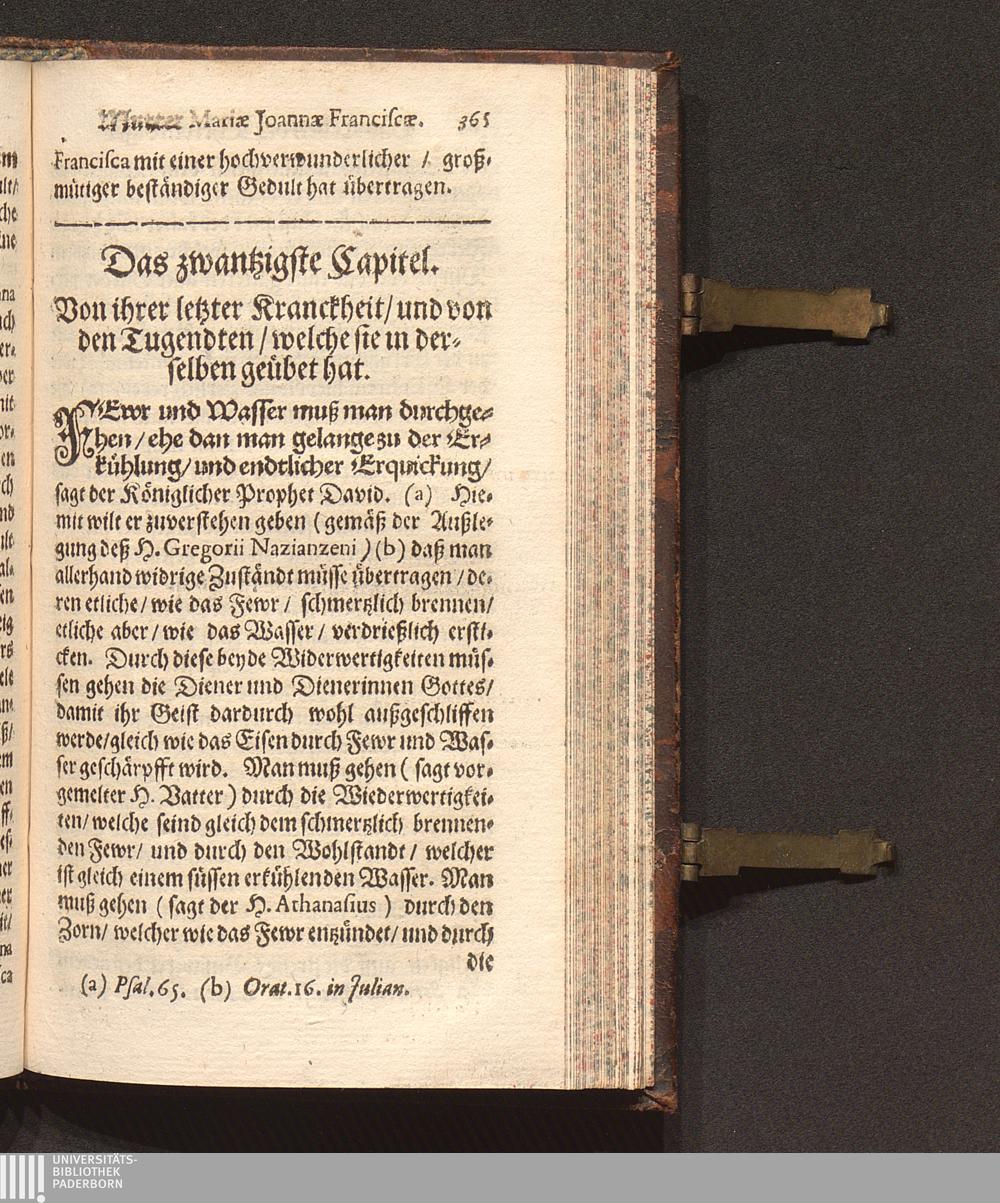 Mutter Mariæ Joannæ Franciſcæ. 365
Franciſca mit einer hochverwunderlicher / groß⸗
mütiger beſtändiger Gedult hat übertragen.
Das zwantzigſte Capitel.
Von ihrer letzter Kranckheit / und von
den Tugendten / welche ſie in der⸗
ſelben geübet hat.
FEwr und Waſſer muß man durchge⸗
hen / ehe dan man gelange zu der Er⸗
kühlung / und endtlicher Erquickung /
ſagt der Königlicher Prophet David. (a) Hie⸗
mit wilt er zuverſtehen geben (gemäß der Außle⸗
gung deß H. Gregorii Nazianzeni) (b) daß man
allerhand widrige Zuſtändt müſſe übertragen / de⸗
ren etliche / wie das Fewr / ſchmertzlich brennen /
etliche aber / wie das Waſſer / verdrießlich erſti⸗
cken. Durch dieſe beyde Widerwertigkeiten müſ⸗
ſen gehen die Diener und Dienerinnen Gottes /
damit ihr Geiſt dardurch wohl außgeſchliffen
werde / gleich wie das Eiſen durch Fewr und Waſ⸗
ſer geſchärpfft wird. Man muß gehen (ſagt vor⸗
gemelter H. Vatter) durch die Wiederwertigkei⸗
ten / welche ſeind gleich dem ſchmertzlich brennen⸗
den Fewr / und durch den Wohlſtandt / welcher
iſt gleich einem ſüſſen erkühlenden Waſſer. Man
muß gehen (ſagt der H. Athanaſius) durch den
Zorn / welcher wie das Fewr entzündet / und durch
die
(a) Pſal. 65. (b) Orat. 16. in Julian.
UNIVERSITÄTS-
BIBLIOTHEK
PADERBORN